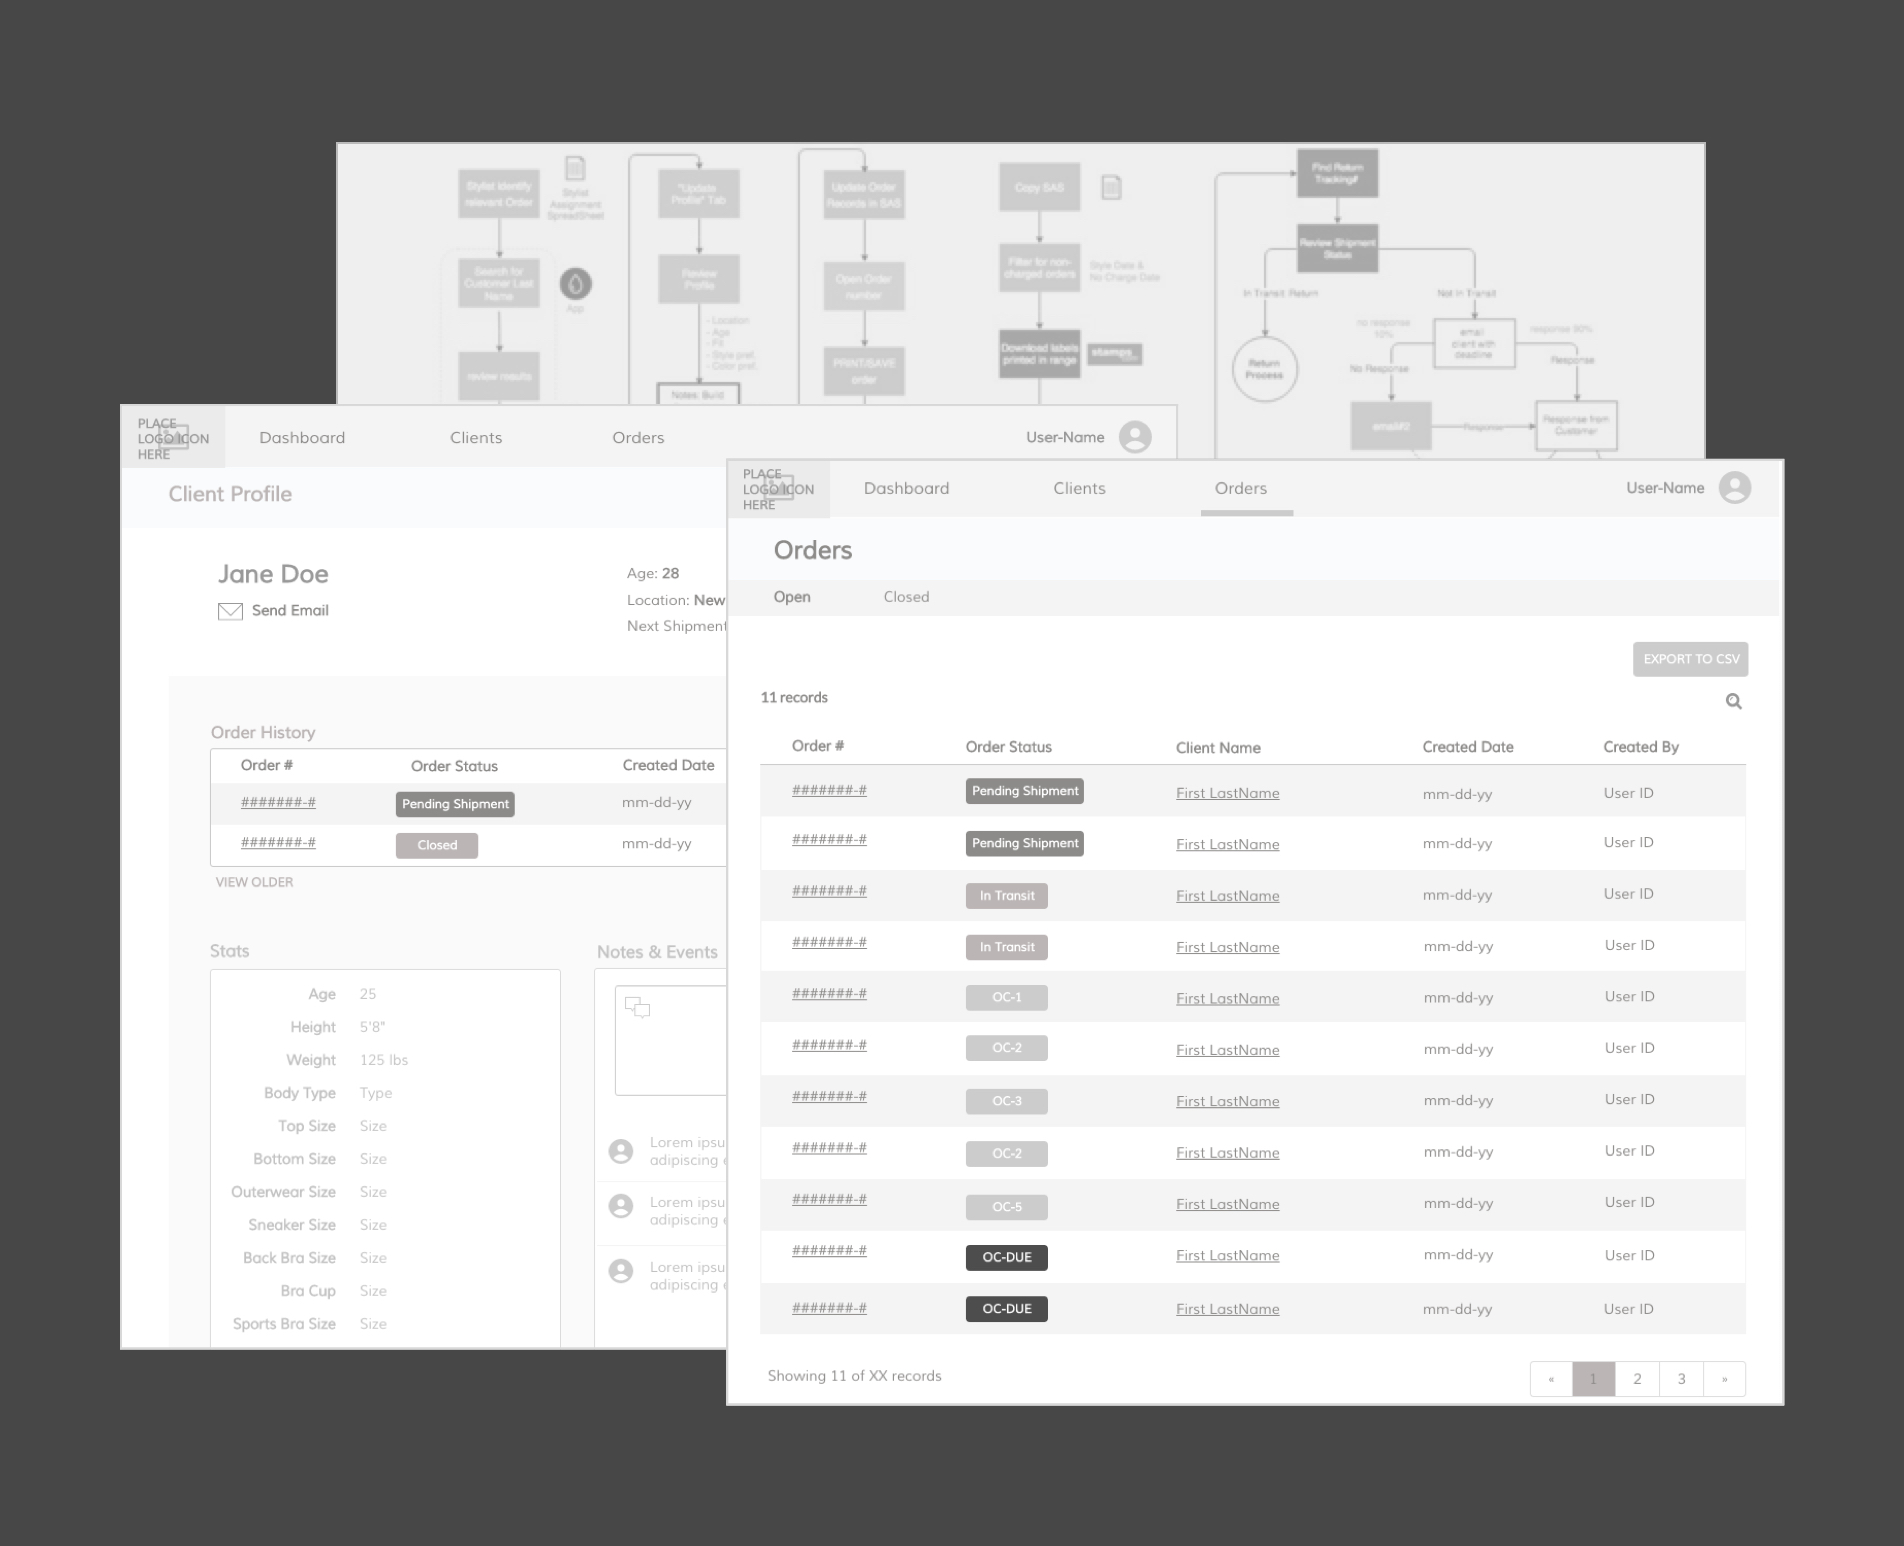 Stylist Identify
relevant Order
Stylist
Assignment
SpreadSheet
Search for
Customer Last
Name
App
review results
"Update
Profile" Tab
Review
Profile
- Location
- Age
- Fit
- Style pref.
- Color pref.
Notes, Build
Update Order
Records in SAS
Open Order
number
PRINT/SAVE
order
Copy SAS
Filter for non-
charged orders
Style Date &
No Charge Date
Download labels
printed in range
stamps
Find Return
Tracking#
Review Shipment
Status
In Transit Return
Not In Transit
Return
Process
no response
10%
email
client with
deadline
response 90%
No Response
Response
email#2
Response
Response from
Customer
PLACE
LOGO ICON
HERE
Dashboard
Clients
Orders
User-Name
Client Profile
Jane Doe
Send Email
Age: 28
Location: New
Next Shipment
Order History
Order # Order Status Created Date
#######-# Pending Shipment mm-dd-yy
#######-# Closed mm-dd-yy
VIEW OLDER
Stats
Age 25
Height 5'8"
Weight 125 lbs
Body Type Type
Top Size Size
Bottom Size Size
Outerwear Size Size
Sneaker Size Size
Back Bra Size Size
Bra Cup Size
Sports Bra Size Size
Notes & Events
Lorem ipsu
adipiscing
Lorem ipsu
adipiscing
Lorem ipsu
adipiscing
PLACE
LOGO ICON
HERE
Dashboard
Clients
Orders
User-Name
Orders
Open Closed
EXPORT TO CSV
11 records
Order # Order Status Client Name Created Date Created By
#######-# Pending Shipment First LastName mm-dd-yy User ID
#######-# Pending Shipment First LastName mm-dd-yy User ID
#######-# In Transit First LastName mm-dd-yy User ID
#######-# In Transit First LastName mm-dd-yy User ID
#######-# OC-1 First LastName mm-dd-yy User ID
#######-# OC-2 First LastName mm-dd-yy User ID
#######-# OC-3 First LastName mm-dd-yy User ID
#######-# OC-2 First LastName mm-dd-yy User ID
#######-# OC-5 First LastName mm-dd-yy User ID
#######-# OC-DUE First LastName mm-dd-yy User ID
#######-# OC-DUE First LastName mm-dd-yy User ID
Showing 11 of XX records
« 1 2 3 »